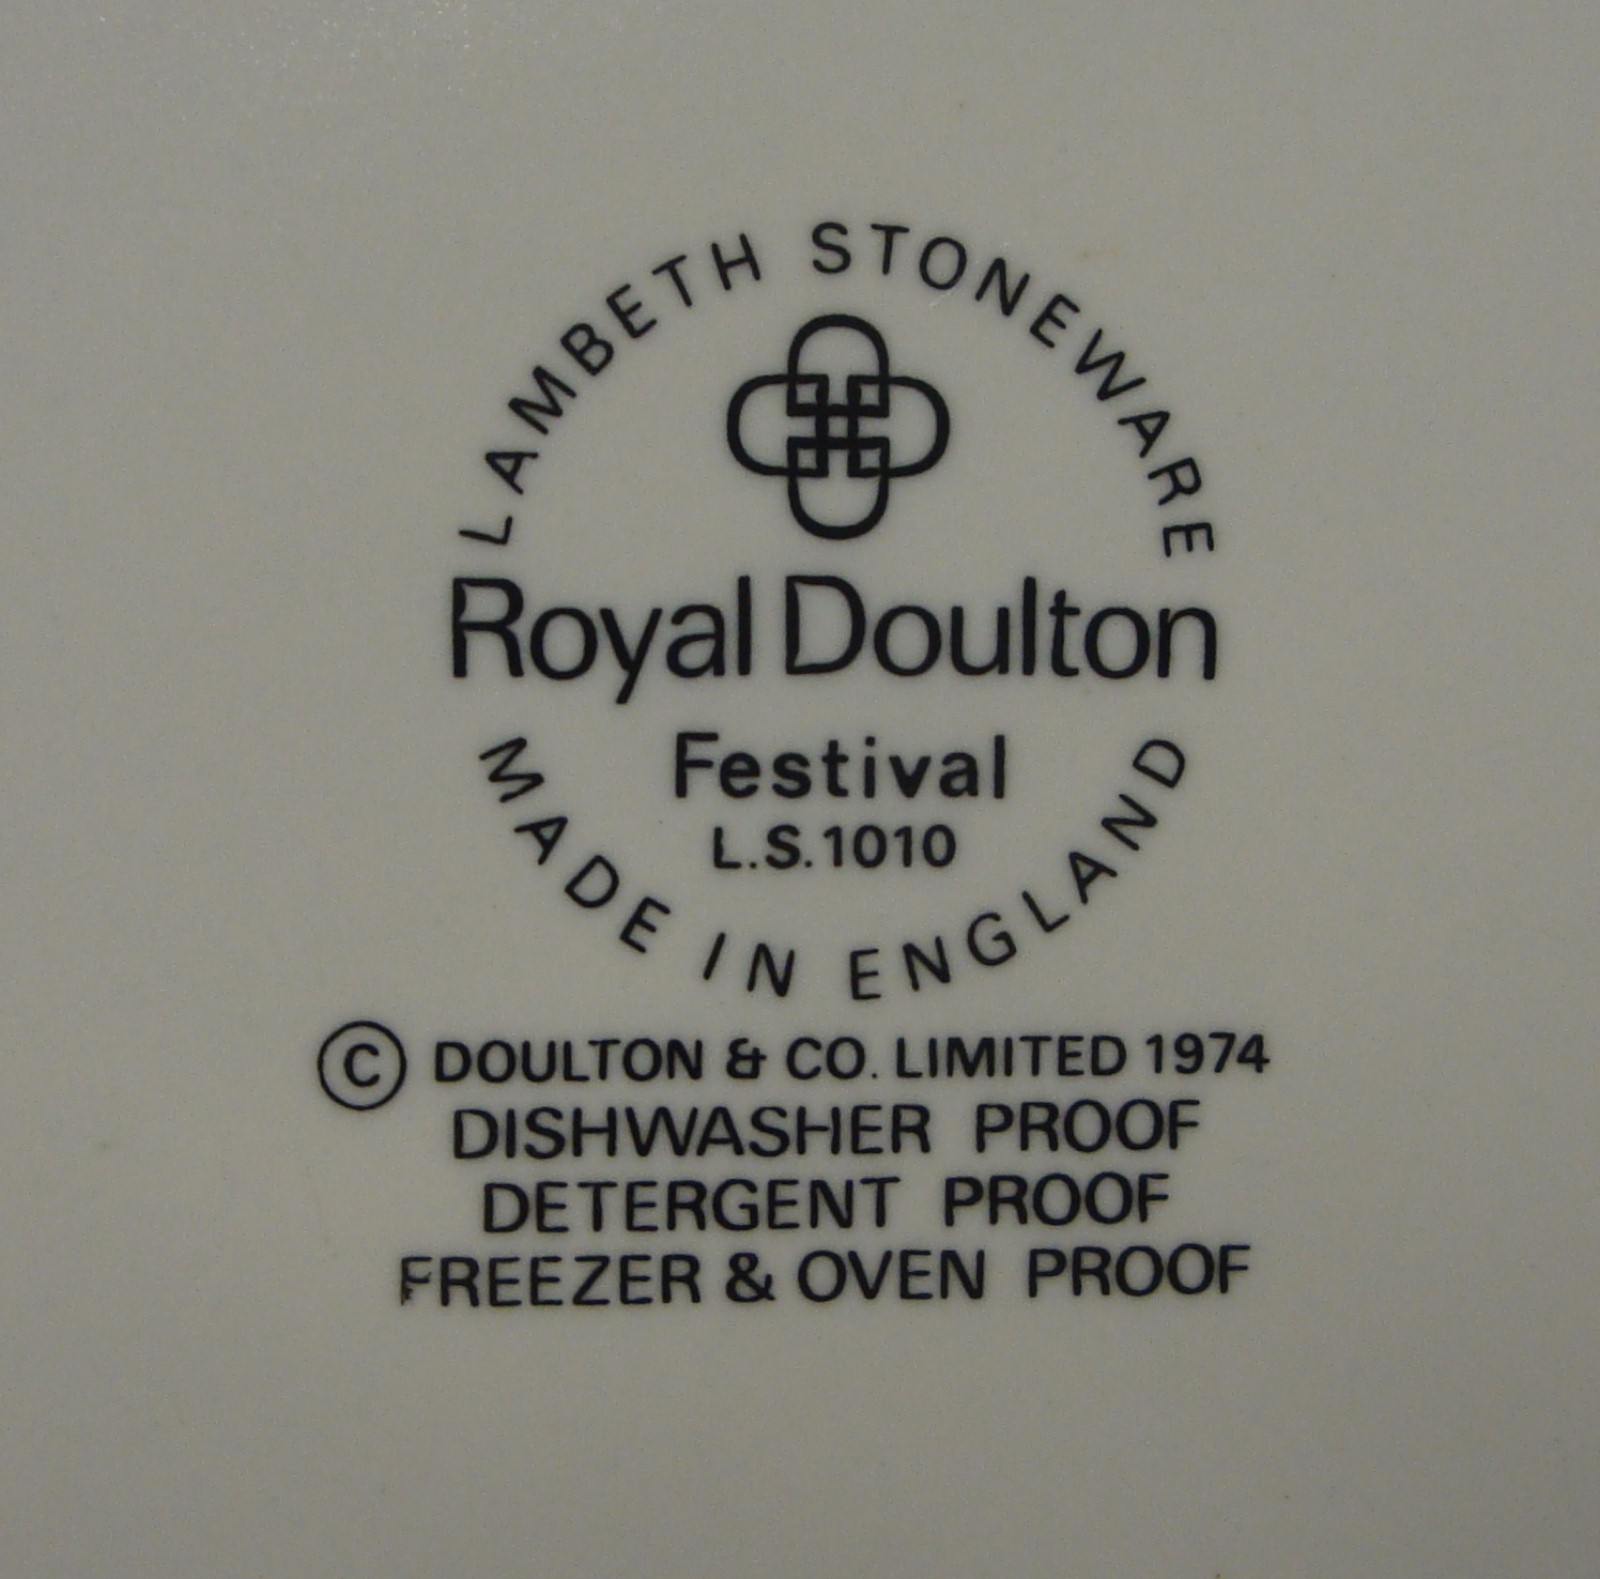 LAMBETH STONEWARE
Royal Doulton
Festival
L.S.1010
MADE IN ENGLAND
© DOULTON & CO. LIMITED 1974
DISHWASHER PROOF
DETERGENT PROOF
FREEZER & OVEN PROOF